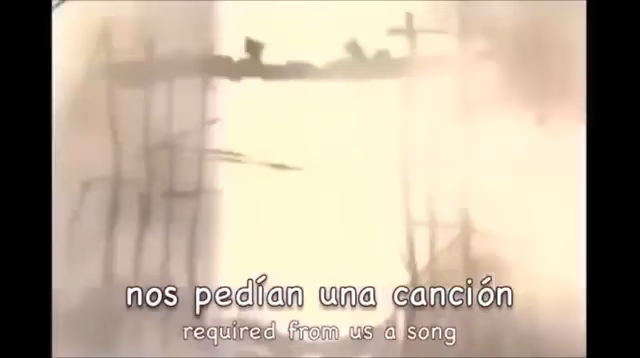 nos pedían una canción
required from us a song